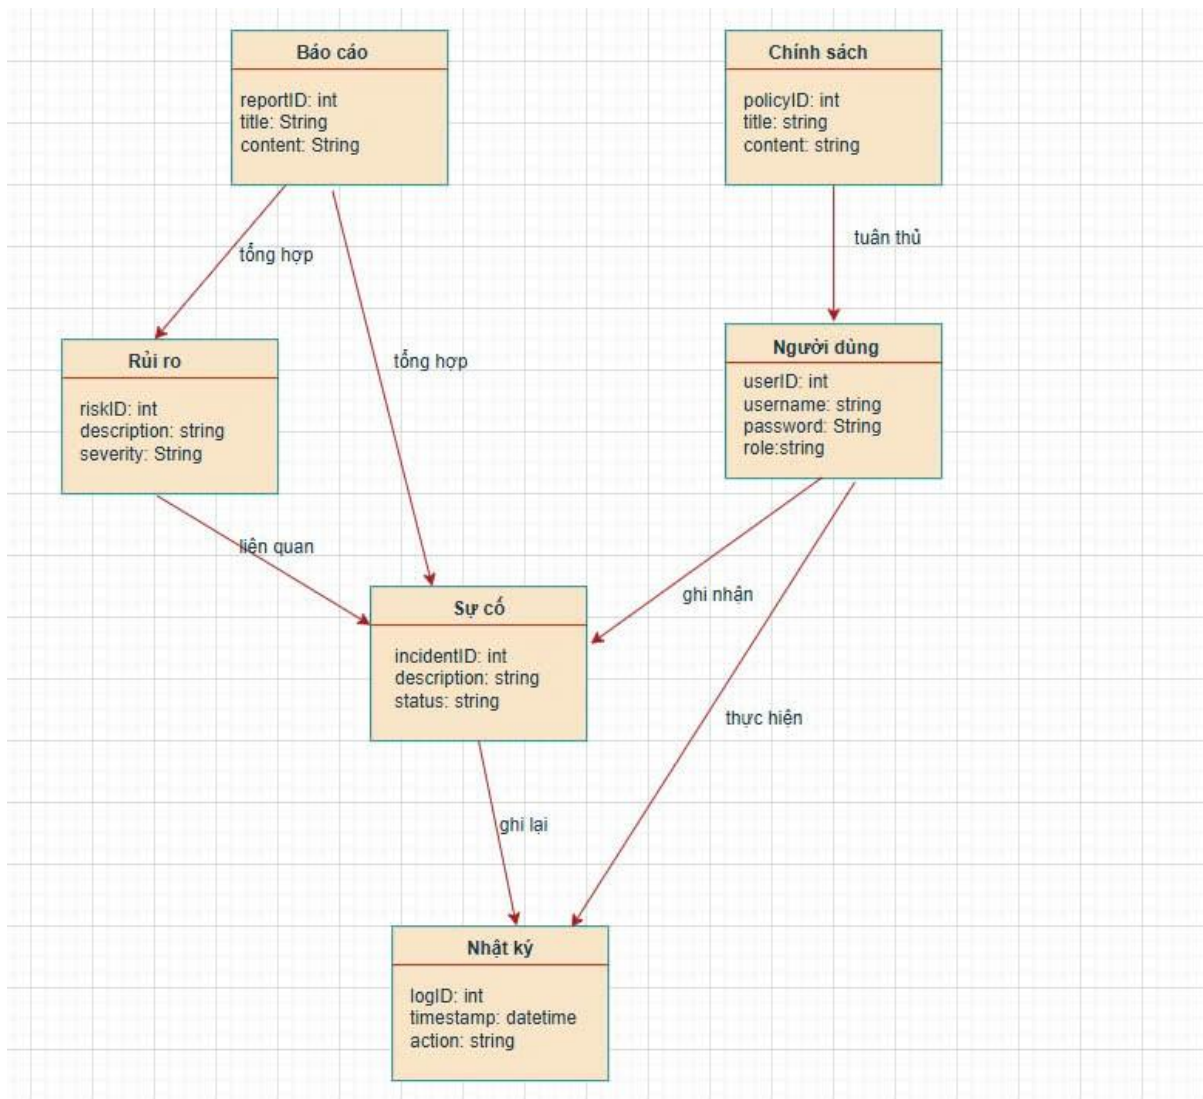 Báo cáo
reportID: int
title: String
content: String
Chính sách
policyID: int
title: string
content: string
tổng hợp
tuân thủ
Rủi ro
riskID: int
description: string
severity: String
tổng hợp
Người dùng
userID: int
username: string
password: String
role:string
liên quan
Sự cố
incidentID: int
description: string
status: string
ghi nhận
thực hiện
ghi lại
Nhật ký
logID: int
timestamp: datetime
action: string